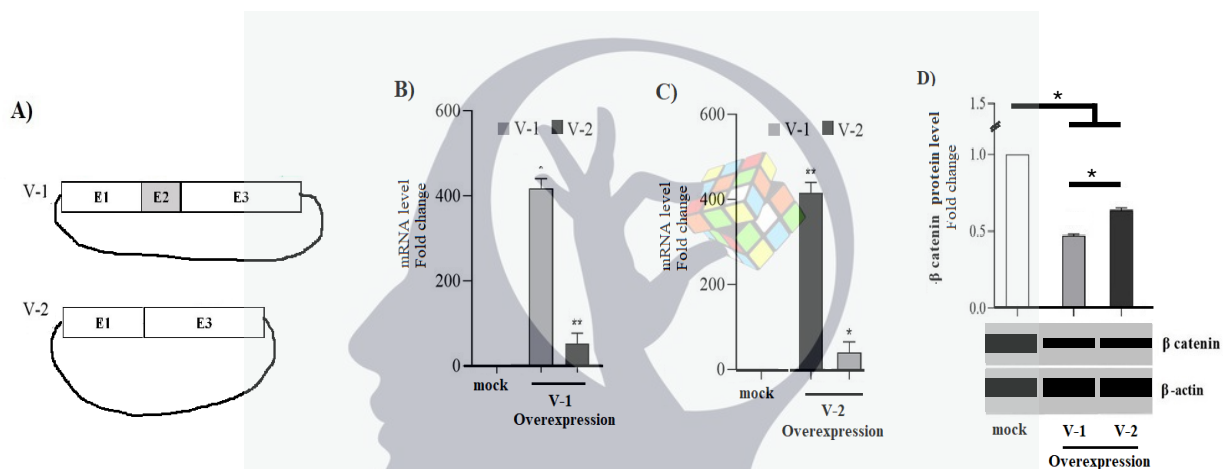 A)
V-1
E1 E2 E3
V-2
E1 E3
B)
600
400
200
0
mRNA level
Fold change
V-1 V-2
*
**
mock
V-1
Overexpression
C)
600
400
200
0
mRNA level
Fold change
V-1 V-2
**
*
mock
V-2
Overexpression
D)
1.5
1.0
0.5
0.0
-β catenin protein level
Fold change
*
*
β catenin
β-actin
mock V-1 V-2
Overexpression